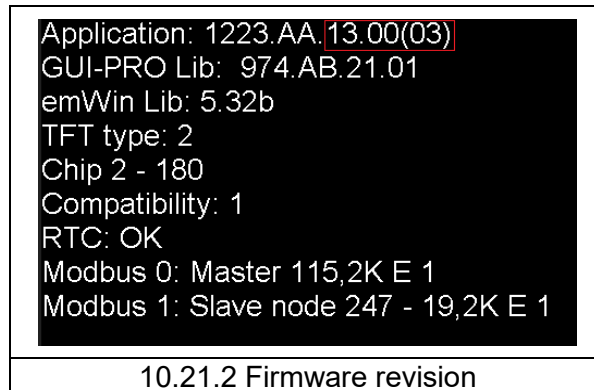 Application: 1223.AA.13.00(03)
GUI-PRO Lib: 974.AB.21.01
emWin Lib: 5.32b
TFT type: 2
Chip 2 - 180
Compatibility: 1
RTC: OK
Modbus 0: Master 115,2K E 1
Modbus 1: Slave node 247 - 19,2K E 1
10.21.2 Firmware revision